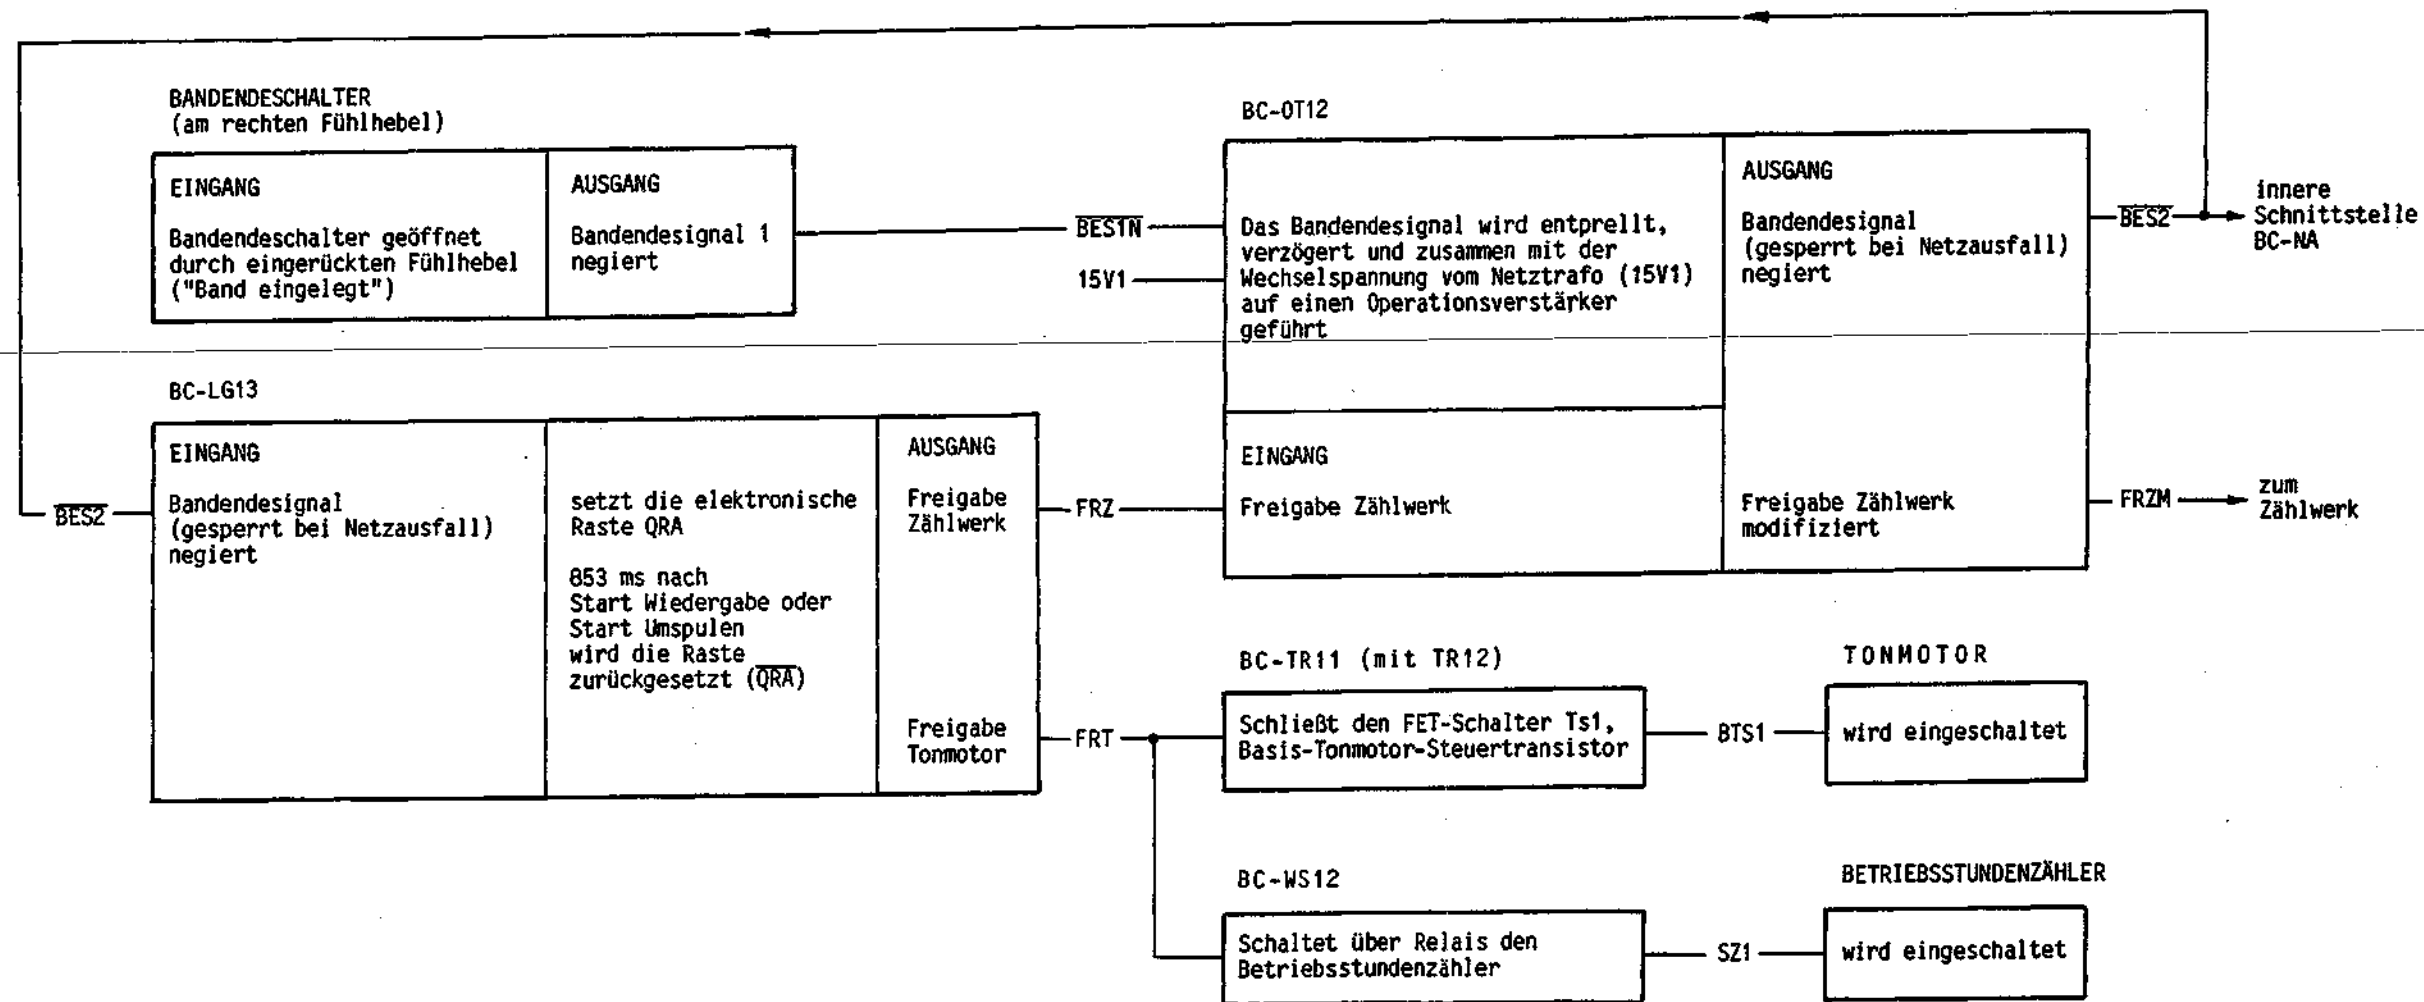 BANDENDESCHALTER
(am rechten Fühlhebel)
EINGANG
Bandendeschalter geöffnet
durch eingerückten Fühlhebel
("Band eingelegt")
AUSGANG
Bandendesignal 1
negiert
B̅E̅S̅1̅N̅
15V1
BC-OT12
Das Bandendesignal wird entprellt,
verzögert und zusammen mit der
Wechselspannung vom Netztrafo (15V1)
auf einen Operationsverstärker
geführt
AUSGANG
Bandendesignal
(gesperrt bei Netzausfall)
negiert
B̅E̅S̅2̅
innere
Schnittstelle
BC-NA
EINGANG
Freigabe Zählwerk
Freigabe Zählwerk
modifiziert
FRZM
zum
Zählwerk
BC-LG13
B̅E̅S̅2̅
EINGANG
Bandendesignal
(gesperrt bei Netzausfall)
negiert
setzt die elektronische
Raste QRA
853 ms nach
Start Wiedergabe oder
Start Umspulen
wird die Raste
zurückgesetzt (Q̅R̅A̅)
AUSGANG
Freigabe
Zählwerk
FRZ
Freigabe
Tonmotor
FRT
BC-TR11 (mit TR12)
Schließt den FET-Schalter Ts1,
Basis-Tonmotor-Steuertransistor
BTS1
TONMOTOR
wird eingeschaltet
BC-WS12
Schaltet über Relais den
Betriebsstundenzähler
SZ1
BETRIEBSSTUNDENZÄHLER
wird eingeschaltet